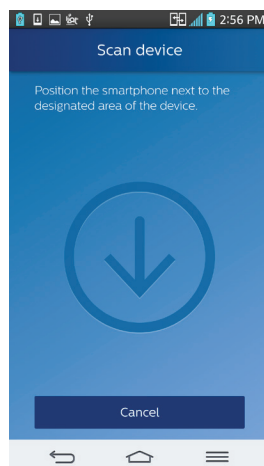 2:56 PM
Scan device
Position the smartphone next to the
designated area of the device.
Cancel